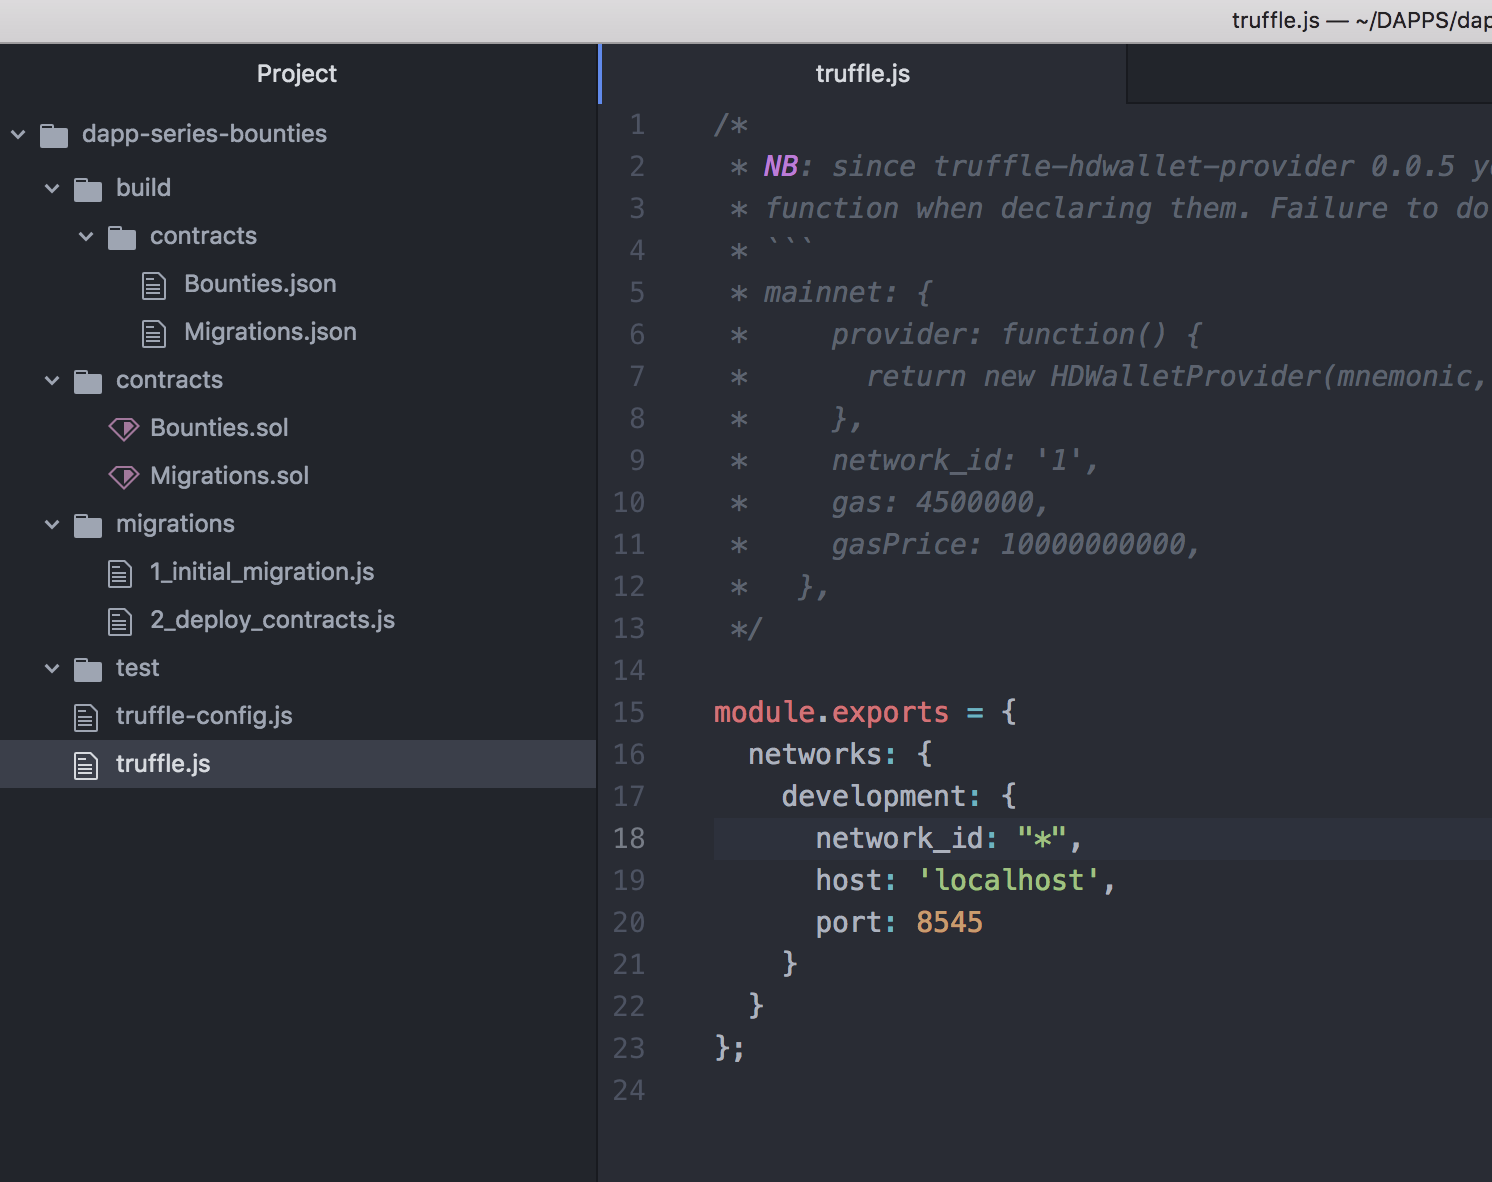 truffle.js — ~/DAPPS/dap
Project
dapp-series-bounties
build
contracts
Bounties.json
Migrations.json
contracts
Bounties.sol
Migrations.sol
migrations
1_initial_migration.js
2_deploy_contracts.js
test
truffle-config.js
truffle.js
truffle.js
1 /*
2 * NB: since truffle-hdwallet-provider 0.0.5 y
3 * function when declaring them. Failure to do
4 * ```
5 * mainnet: {
6 *     provider: function() {
7 *       return new HDWalletProvider(mnemonic,
8 *     },
9 *     network_id: '1',
10 *     gas: 4500000,
11 *     gasPrice: 10000000000,
12 *   },
13 */
14
15 module.exports = {
16   networks: {
17     development: {
18       network_id: "*",
19       host: 'localhost',
20       port: 8545
21     }
22   }
23 };
24